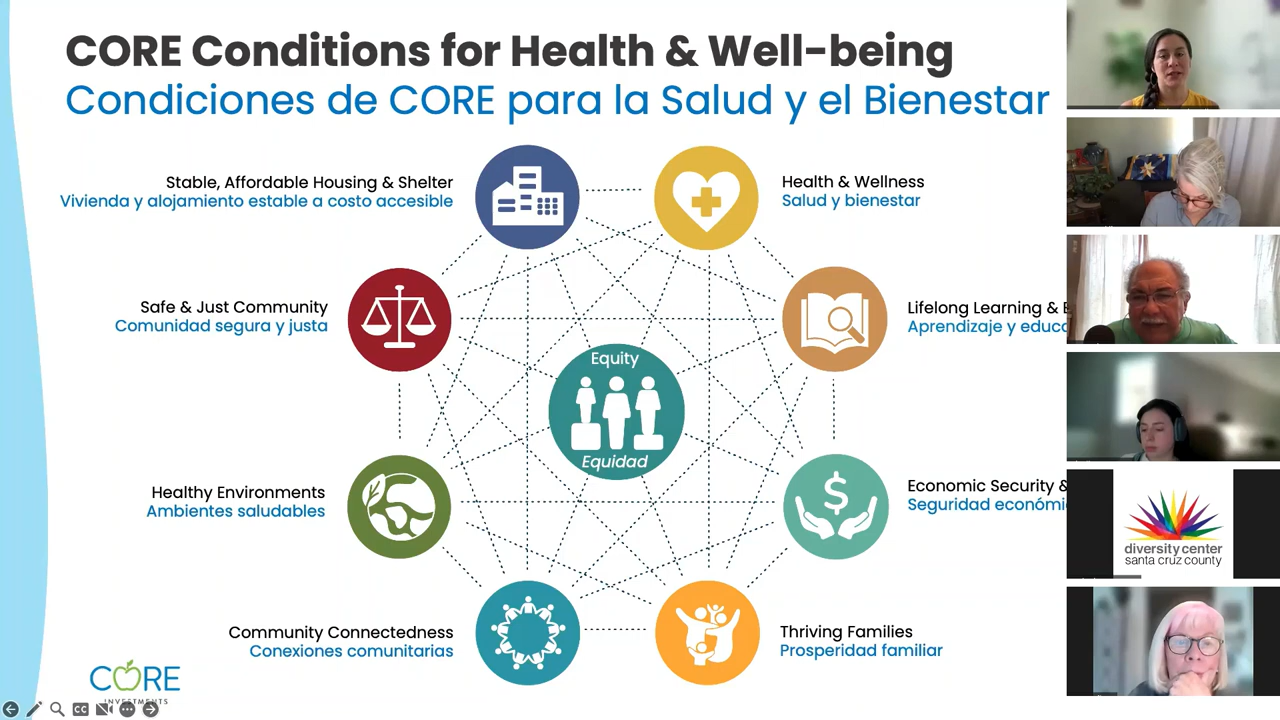 CORE Conditions for Health & Well-being
Condiciones de CORE para la Salud y el Bienestar
Stable, Affordable Housing & Shelter
Vivienda y alojamiento estable a costo accesible
Health & Wellness
Salud y bienestar
Safe & Just Community
Comunidad segura y justa
Lifelong Learning &
Aprendizaje y
Equity
Equidad
Healthy Environments
Ambientes saludables
Economic Security &
Seguridad
Community Connectedness
Conexiones comunitarias
Thriving Families
Prosperidad familiar
CORE
INVESTMENTS
CC
diversity center
santa cruz county